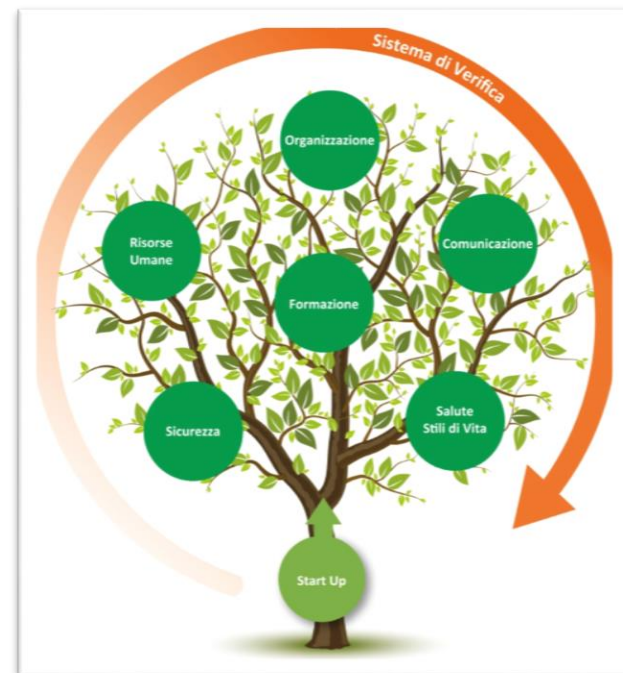 Sistema di Verifica
Organizzazione
Risorse
Umane
Comunicazione
Formazione
Sicurezza
Salute
Stili di Vita
Start Up